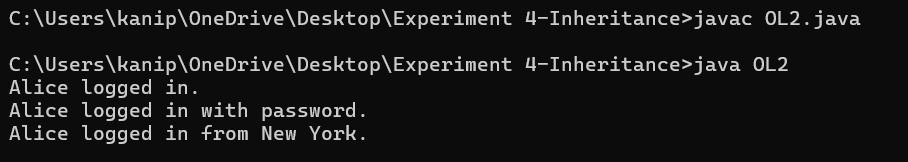 C:\Users\kanip\OneDrive\Desktop\Experiment 4-Inheritance>javac OL2.java
C:\Users\kanip\OneDrive\Desktop\Experiment 4-Inheritance>java OL2
Alice logged in.
Alice logged in with password.
Alice logged in from New York.